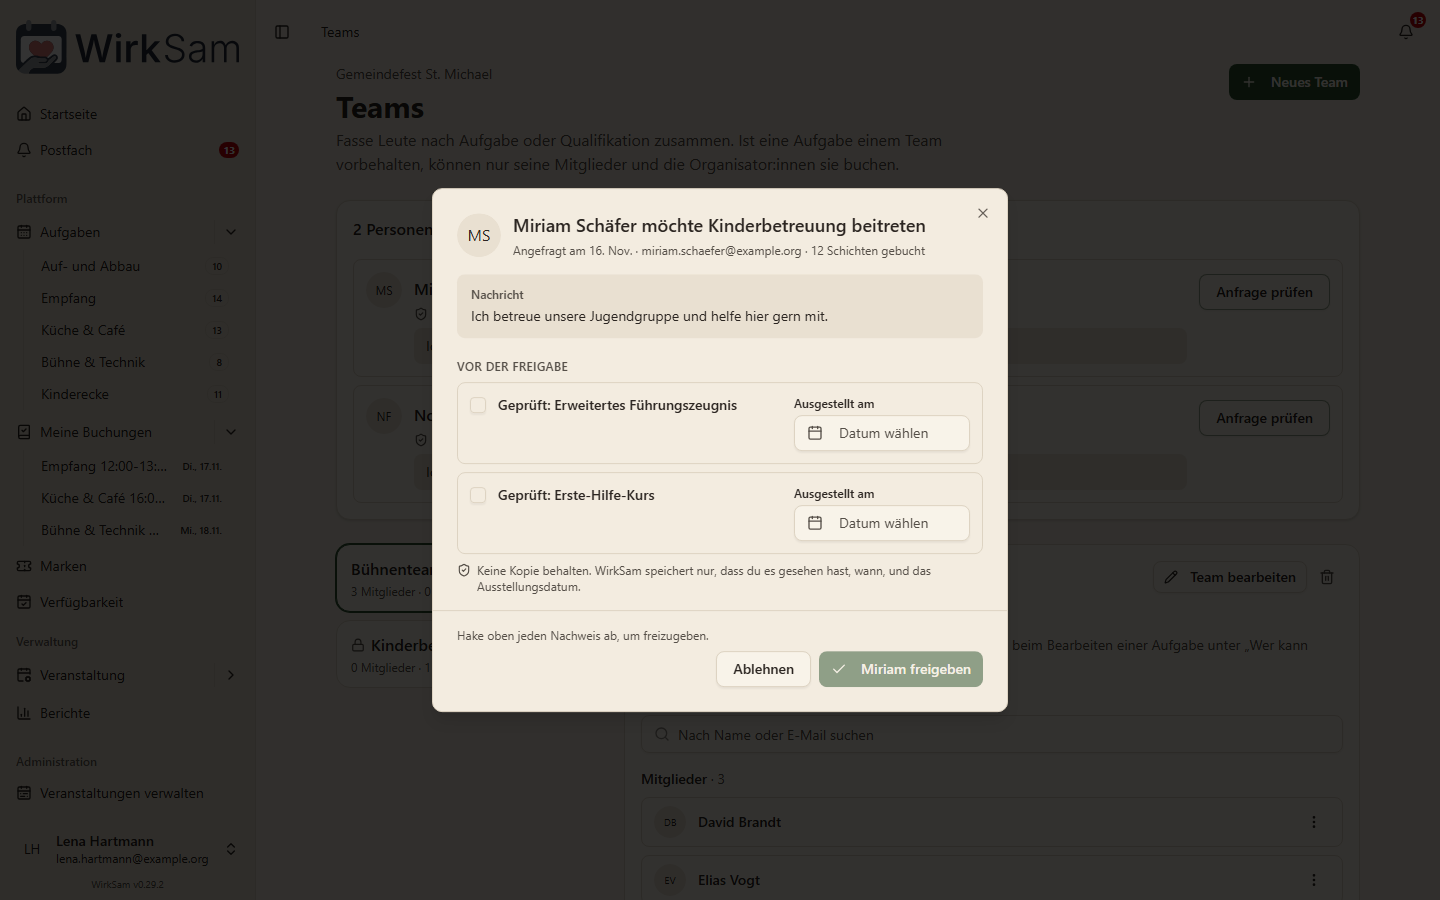 WirkSam
Startseite
Postfach
13
Plattform
Aufgaben
Auf- und Abbau
10
Empfang
14
Küche & Café
13
Bühne & Technik
8
Kinderecke
11
Meine Buchungen
Empfang 12:00-13:...
Di., 17.11.
Küche & Café 16:0...
Di., 17.11.
Bühne & Technik ...
Mi., 18.11.
Marken
Verfügbarkeit
Verwaltung
Veranstaltung
Berichte
Administration
Veranstaltungen verwalten
LH
Lena Hartmann
lena.hartmann@example.org
WirkSam v0.29.2
Teams
13
Gemeindefest St. Michael
Teams
Fasse Leute nach Aufgabe oder Qualifikation zusammen. Ist eine Aufgabe einem Team
vorbehalten, können nur seine Mitglieder und die Organisator:innen sie buchen.
Neues Team
2 Personen
MS
Mi
Anfrage prüfen
NF
No
Anfrage prüfen
Miriam Schäfer möchte Kinderbetreuung beitreten
MS
Angefragt am 16. Nov. · miriam.schaefer@example.org · 12 Schichten gebucht
Nachricht
Ich betreue unsere Jugendgruppe und helfe hier gern mit.
VOR DER FREIGABE
Geprüft: Erweitertes Führungszeugnis
Ausgestellt am
Datum wählen
Geprüft: Erste-Hilfe-Kurs
Ausgestellt am
Datum wählen
Keine Kopie behalten. WirkSam speichert nur, dass du es gesehen hast, wann, und das
Ausstellungsdatum.
Hake oben jeden Nachweis ab, um freizugeben.
Ablehnen
Miriam freigeben
Bühnentear
3 Mitglieder · 0
Kinderbe
0 Mitglieder · 1
Team bearbeiten
beim Bearbeiten einer Aufgabe unter „Wer kann
Nach Name oder E-Mail suchen
Mitglieder · 3
DB
David Brandt
EV
Elias Vogt